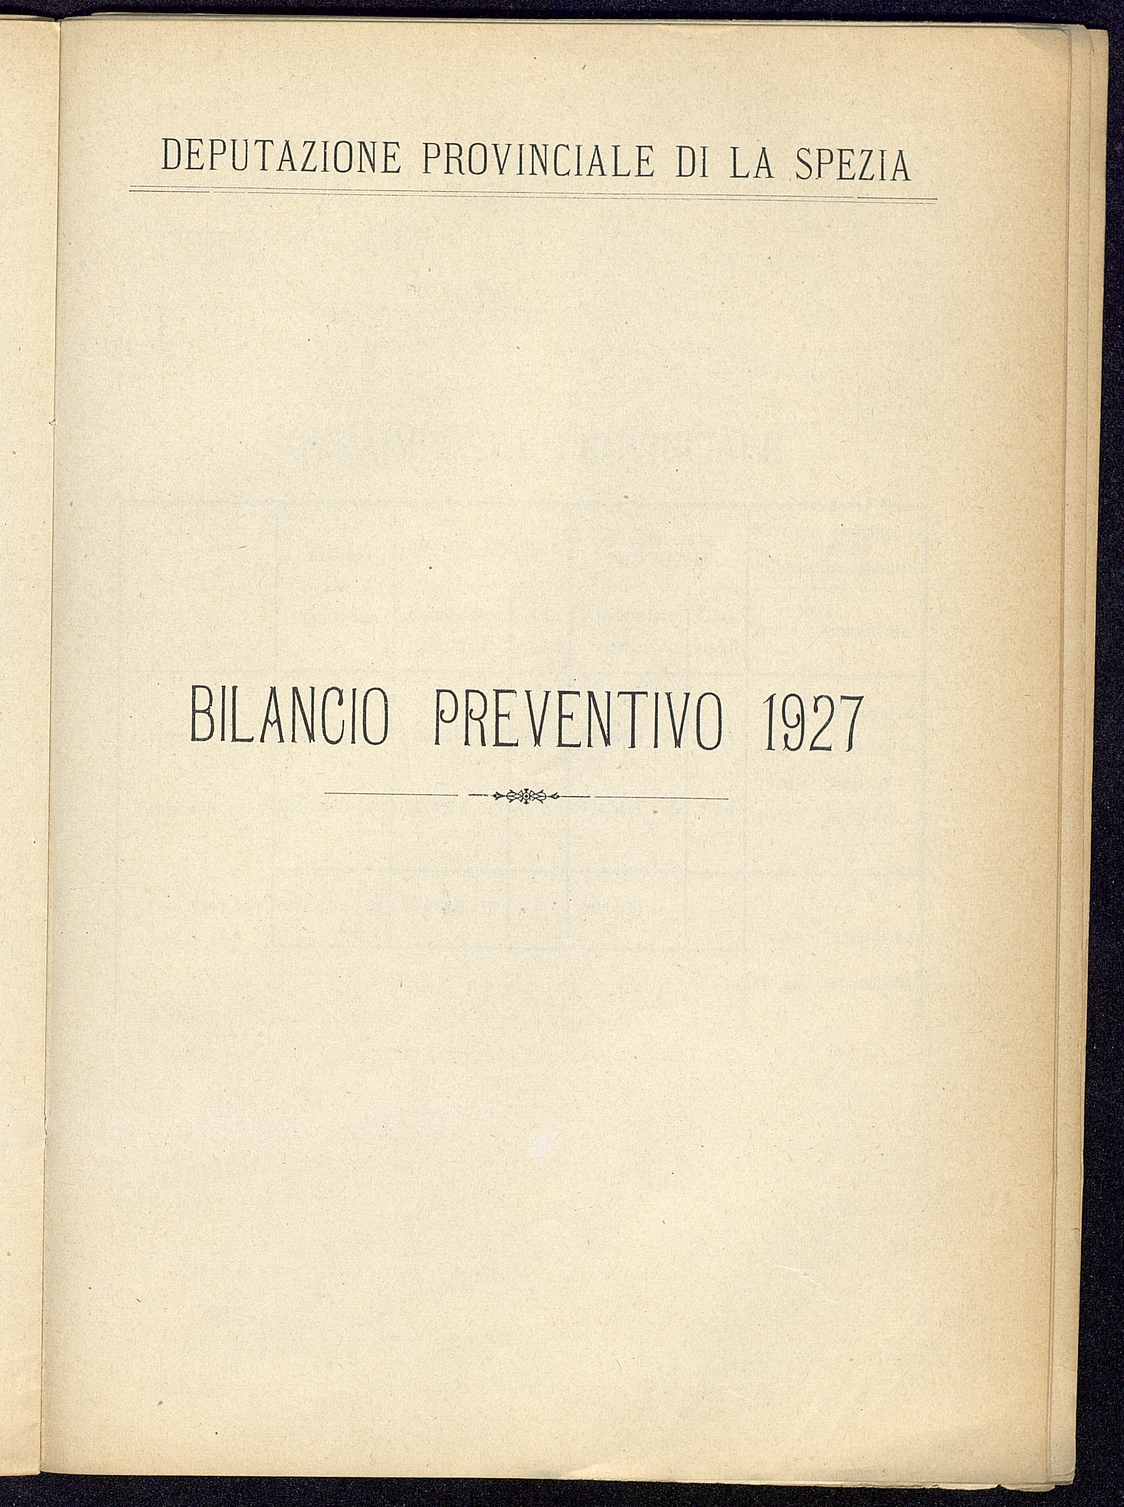 DEPUTAZIONE PROVINCIALE DI LA SPEZIA
BILANCIO PREVENTIVO 1927